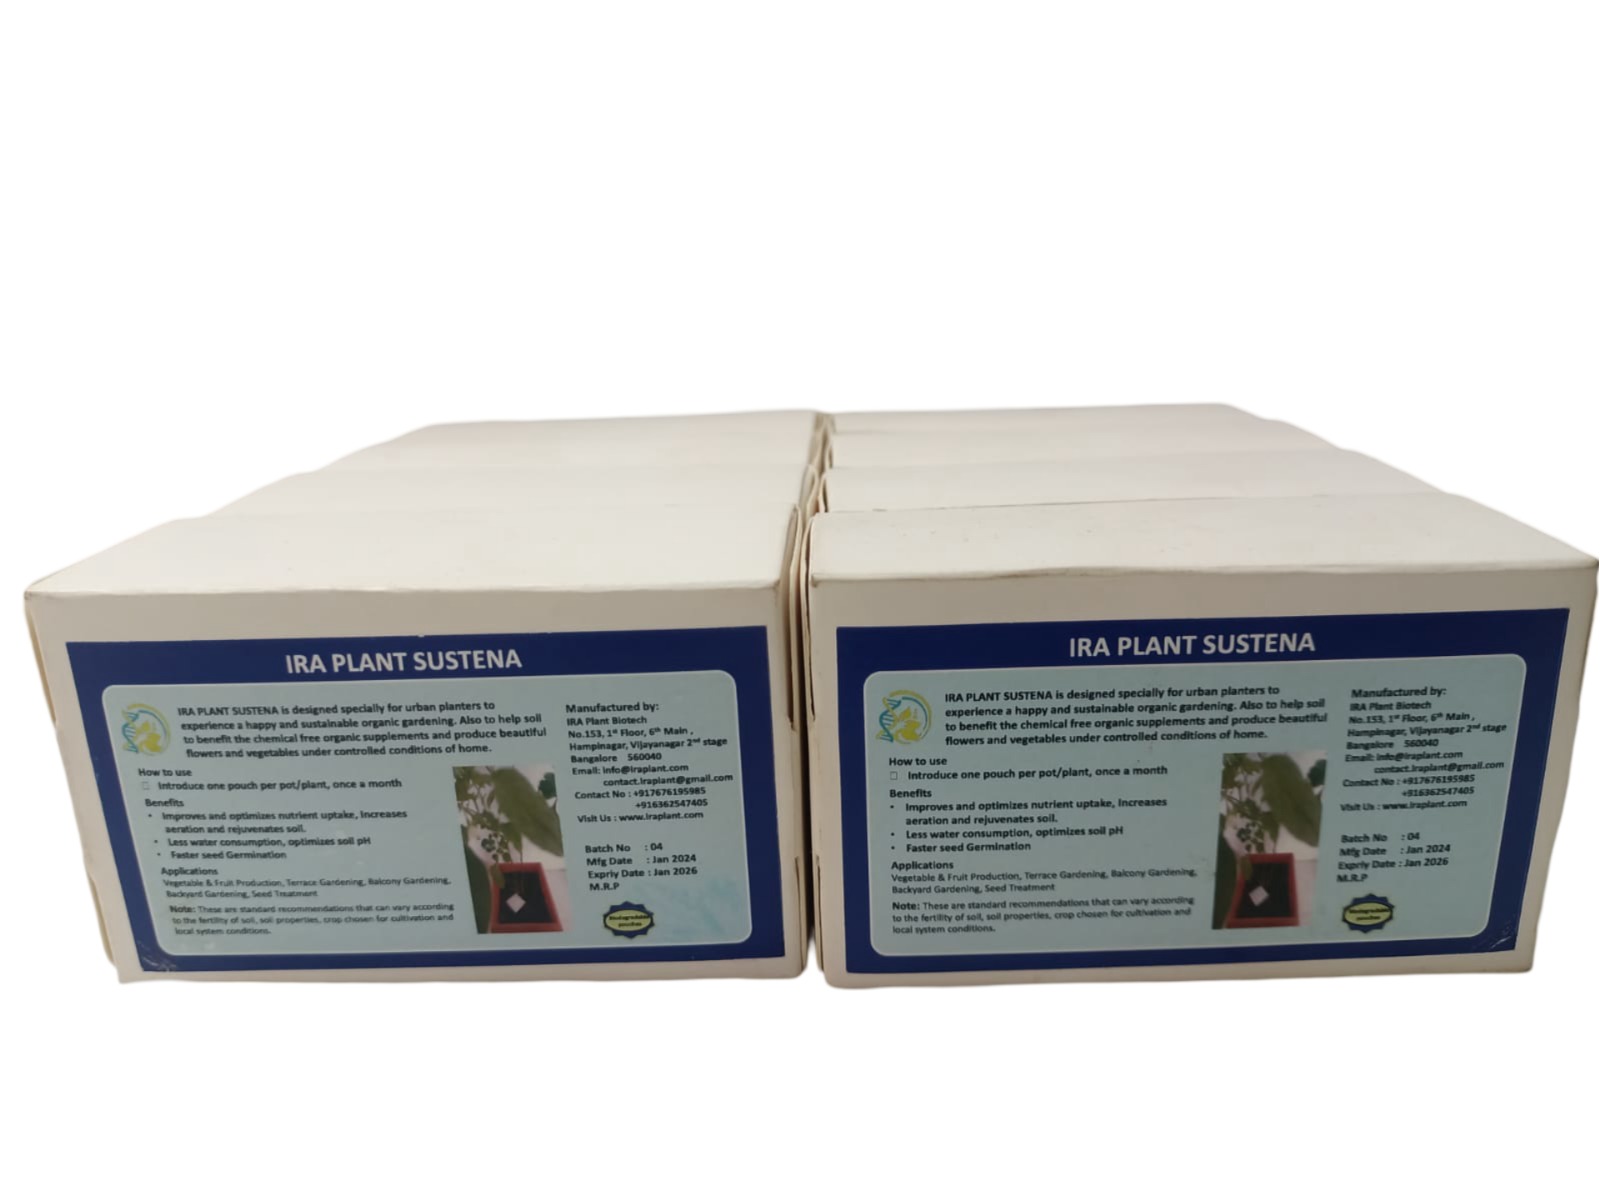 IRA PLANT SUSTENA
IRA PLANT SUSTENA is designed specially for urban planters to
experience a happy and sustainable organic gardening. Also to help soil
to benefit the chemical free organic supplements and produce beautiful
flowers and vegetables under controlled conditions of home.
How to use
Introduce one pouch per pot/plant, once a month
Benefits
• Improves and optimizes nutrient uptake, Increases
aeration and rejuvenates soil.
• Less water consumption, optimizes soil pH
• Faster seed Germination
Applications
Vegetable & Fruit Production, Terrace Gardening, Balcony Gardening,
Backyard Gardening, Seed Treatment
Note: These are standard recommendations that can vary according
to the fertility of soil, soil properties, crop chosen for cultivation and
local system conditions.
Manufactured by:
IRA Plant Biotech
No.153, 1st Floor, 6th Main ,
Hampinagar, Vijayanagar 2nd stage
Bangalore 560040
Email: info@iraplant.com
contact.iraplant@gmail.com
Contact No : +917676195985
+916362547405
Visit Us : www.iraplant.com
Batch No : 04
Mfg Date : Jan 2024
Expriy Date : Jan 2026
M.R.P
Biodegradable
pouches
IRA PLANT SUSTENA
IRA PLANT SUSTENA is designed specially for urban planters to
experience a happy and sustainable organic gardening. Also to help soil
to benefit the chemical free organic supplements and produce beautiful
flowers and vegetables under controlled conditions of home.
How to use
Introduce one pouch per pot/plant, once a month
Benefits
• Improves and optimizes nutrient uptake, Increases
aeration and rejuvenates soil.
• Less water consumption, optimizes soil pH
• Faster seed Germination
Applications
Vegetable & Fruit Production, Terrace Gardening, Balcony Gardening,
Backyard Gardening, Seed Treatment
Note: These are standard recommendations that can vary according
to the fertility of soil, soil properties, crop chosen for cultivation and
local system conditions.
Manufactured by:
IRA Plant Biotech
No.153, 1st Floor, 6th Main ,
Hampinagar, Vijayanagar 2nd stage
Bangalore 560040
Email: info@iraplant.com
contact.iraplant@gmail.com
Contact No : +917676195985
+916362547405
Visit Us : www.iraplant.com
Batch No : 04
Mfg Date : Jan 2024
Expriy Date : Jan 2026
M.R.P
Biodegradable
pouches